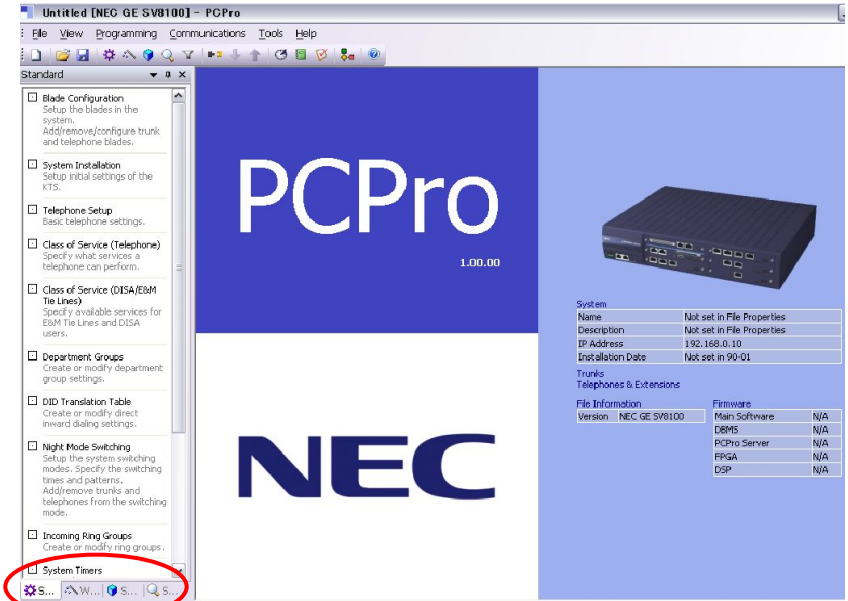 Untitled [NEC GE SV8100] - PCPro
File View Programming Communications Tools Help
Standard
Blade Configuration
Setup the blades in the
system.
Add/remove/configure trunk
and telephone blades.
System Installation
Setup initial settings of the
KTS.
Telephone Setup
Basic telephone settings.
Class of Service (Telephone)
Specify what services a
telephone can perform.
Class of Service (DISA/E&M
Tie Lines)
Specify available services for
E&M Tie Lines and DISA
users.
Department Groups
Create or modify department
group settings.
DID Translation Table
Create or modify direct
inward dialing settings.
Night Mode Switching
Setup the system switching
modes. Specify the switching
times and patterns.
Add/remove trunks and
telephones from the switching
mode.
Incoming Ring Groups
Create or modify ring groups.
System Timers
S... W... S... S...
PCPro
1.00.00
NEC
System
Name Not set in File Properties
Description Not set in File Properties
IP Address 192.168.0.10
Installation Date Not set in 90-01
Trunks
Telephones & Extensions
File Information
Version NEC GE SV8100
Firmware
Main Software N/A
DBMS N/A
PCPro Server N/A
FPGA N/A
DSP N/A